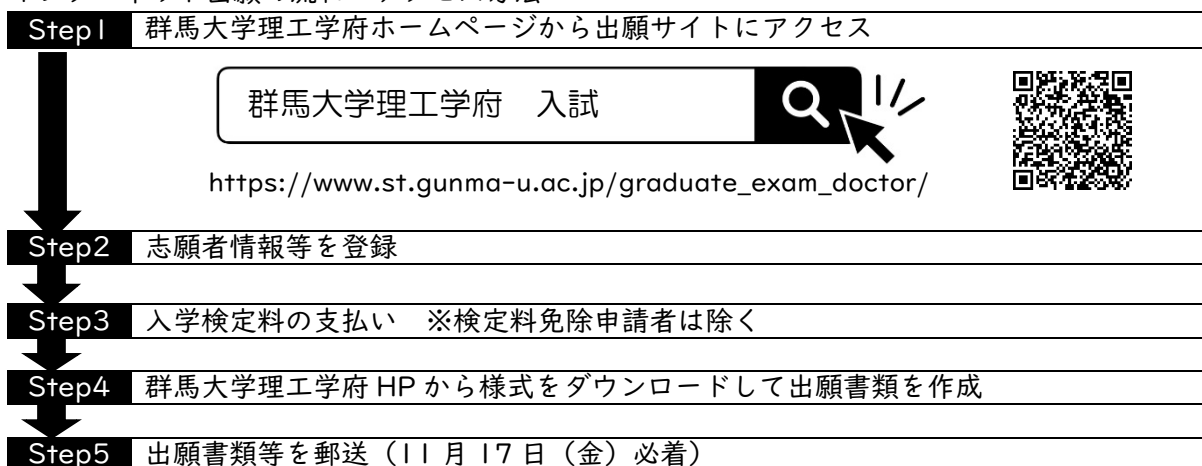 Step1 群馬大学理工学府ホームページから出願サイトにアクセス
群馬大学理工学府 入試
https://www.st.gunma-u.ac.jp/graduate_exam_doctor/
Step2 志願者情報等を登録
Step3 入学検定料の支払い ※検定料免除申請者は除く
Step4 群馬大学理工学府 HP から様式をダウンロードして出願書類を作成
Step5 出願書類等を郵送（11月17日（金）必着）